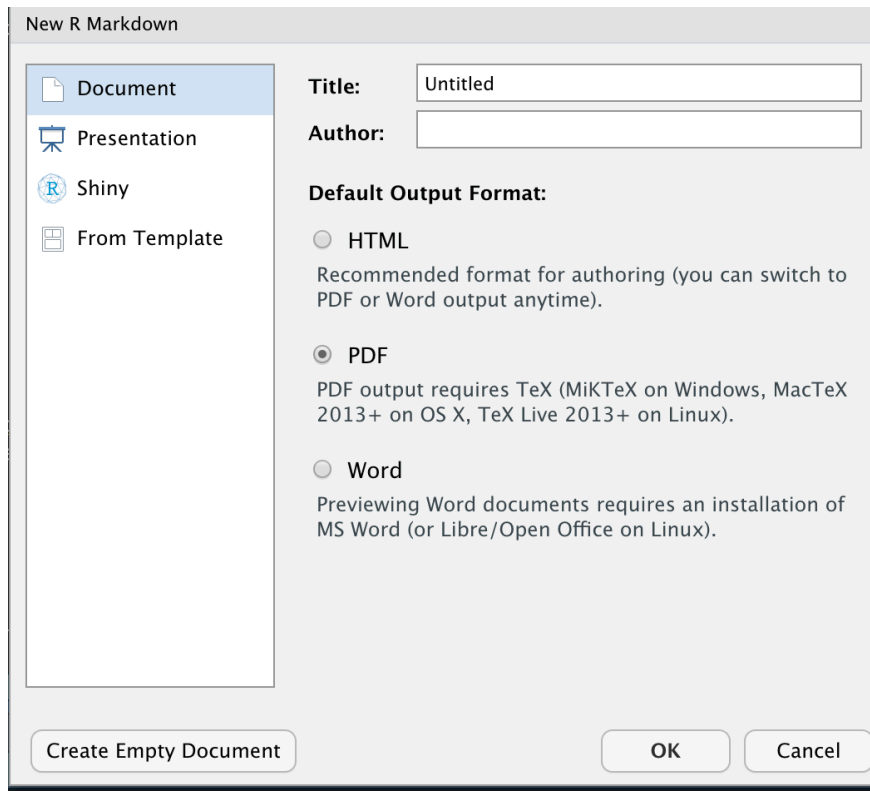 New R Markdown
Document
Presentation
R Shiny
From Template
Title: Untitled
Author:
Default Output Format:
HTML
Recommended format for authoring (you can switch to
PDF or Word output anytime).
PDF
PDF output requires TeX (MiKTeX on Windows, MacTeX
2013+ on OS X, TeX Live 2013+ on Linux).
Word
Previewing Word documents requires an installation of
MS Word (or Libre/Open Office on Linux).
Create Empty Document
OK
Cancel